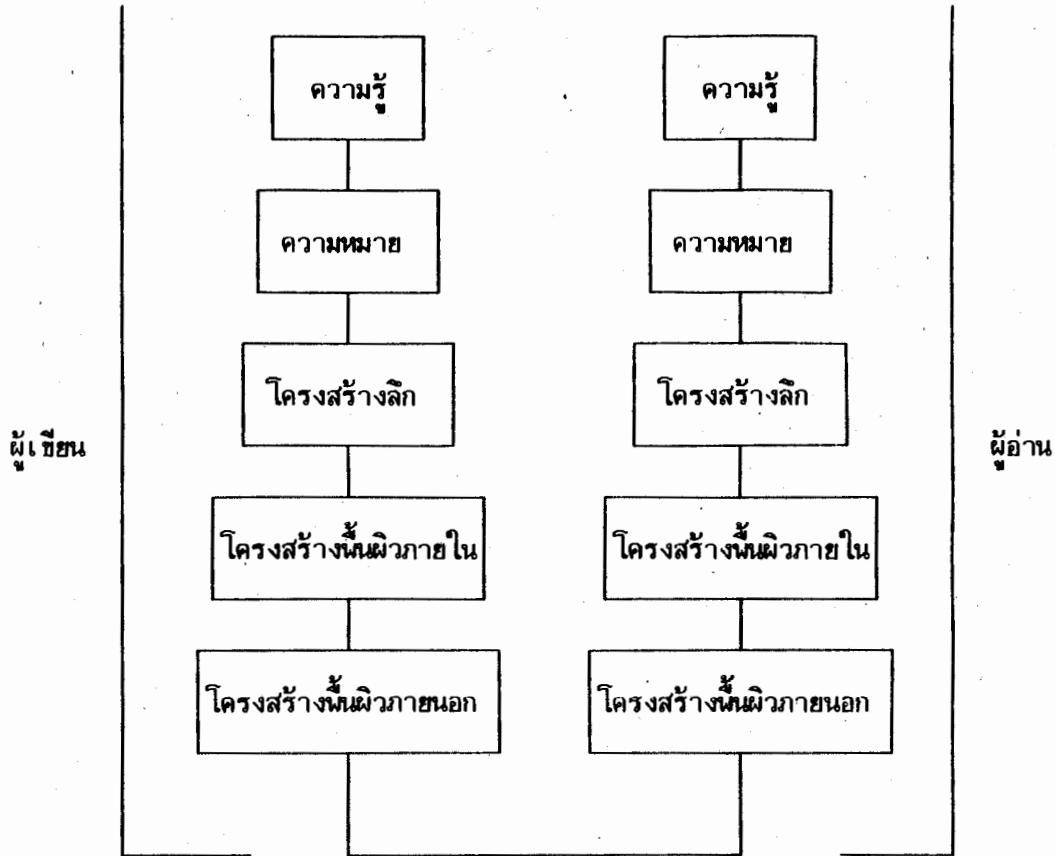 ความรู้ ความรู้
ความหมาย ความหมาย
โครงสร้างลึก โครงสร้างลึก
ผู้เขียน ผู้อ่าน
โครงสร้างพื้นผิวภายใน โครงสร้างพื้นผิวภายใน
โครงสร้างพื้นผิวภายนอก โครงสร้างพื้นผิวภายนอก